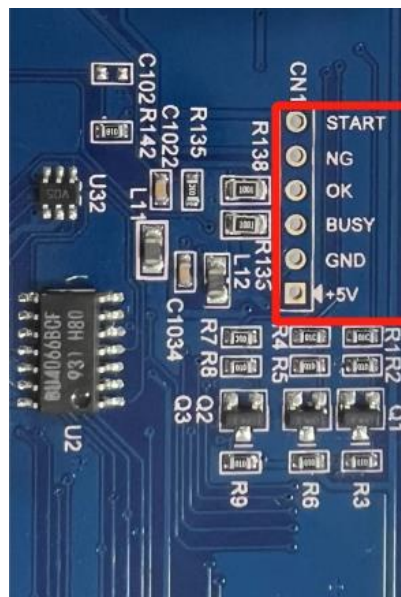 CN1
START
NG
OK
BUSY
GND
+5V
C102
R142
C1022
R135
R138
R135
U32
L11
L12
C1034
BU4066BCF
931 H80
U2
R7
R8
R4
R5
R1
R2
Q3
Q2
Q1
R9
R6
R3